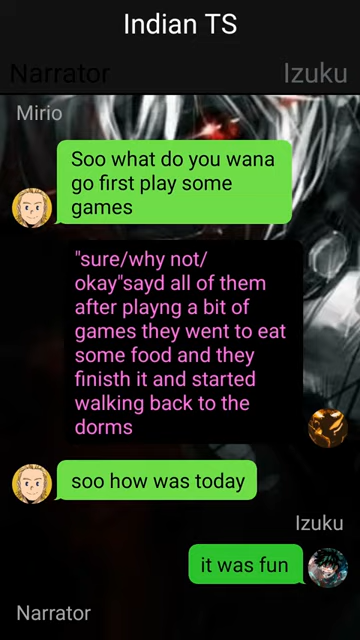 Indian TS
Narrator
Izuku
Mirio
Soo what do you wana
go first play some
games
"sure/why not/
okay"sayd all of them
after playng a bit of
games they went to eat
some food and they
finisth it and started
walking back to the
dorms
soo how was today
Izuku
it was fun
Narrator